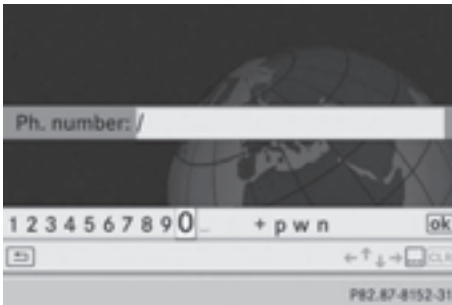 Ph. number: /
1 2 3 4 5 6 7 8 9 0 _ + p w n ok
←↑↓→ CLR
P82.87-8152-31